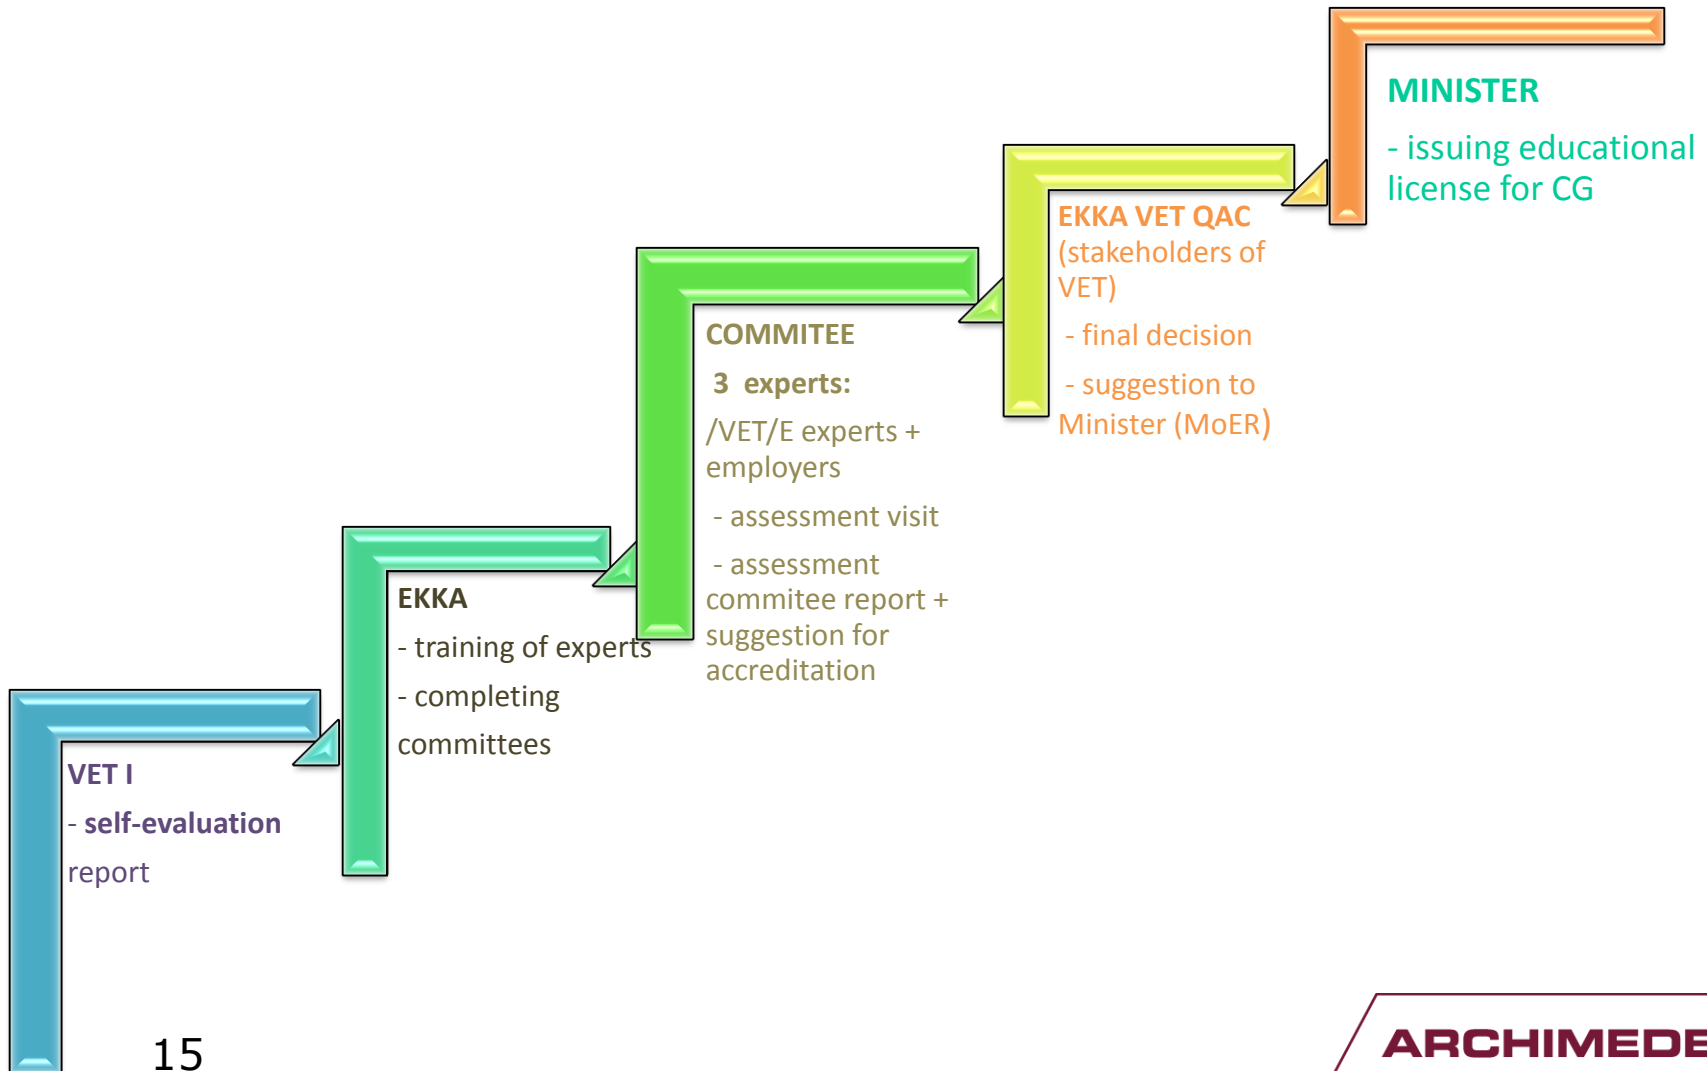 VET I
- self-evaluation
report
EKKA
- training of experts
- completing
committees
COMMITEE
3 experts:
/VET/E experts +
employers
- assessment visit
- assessment
commitee report +
suggestion for
accreditation
EKKA VET QAC
(stakeholders of
VET)
- final decision
- suggestion to
Minister (MoER)
MINISTER
- issuing educational
license for CG
15
ARCHIMEDE